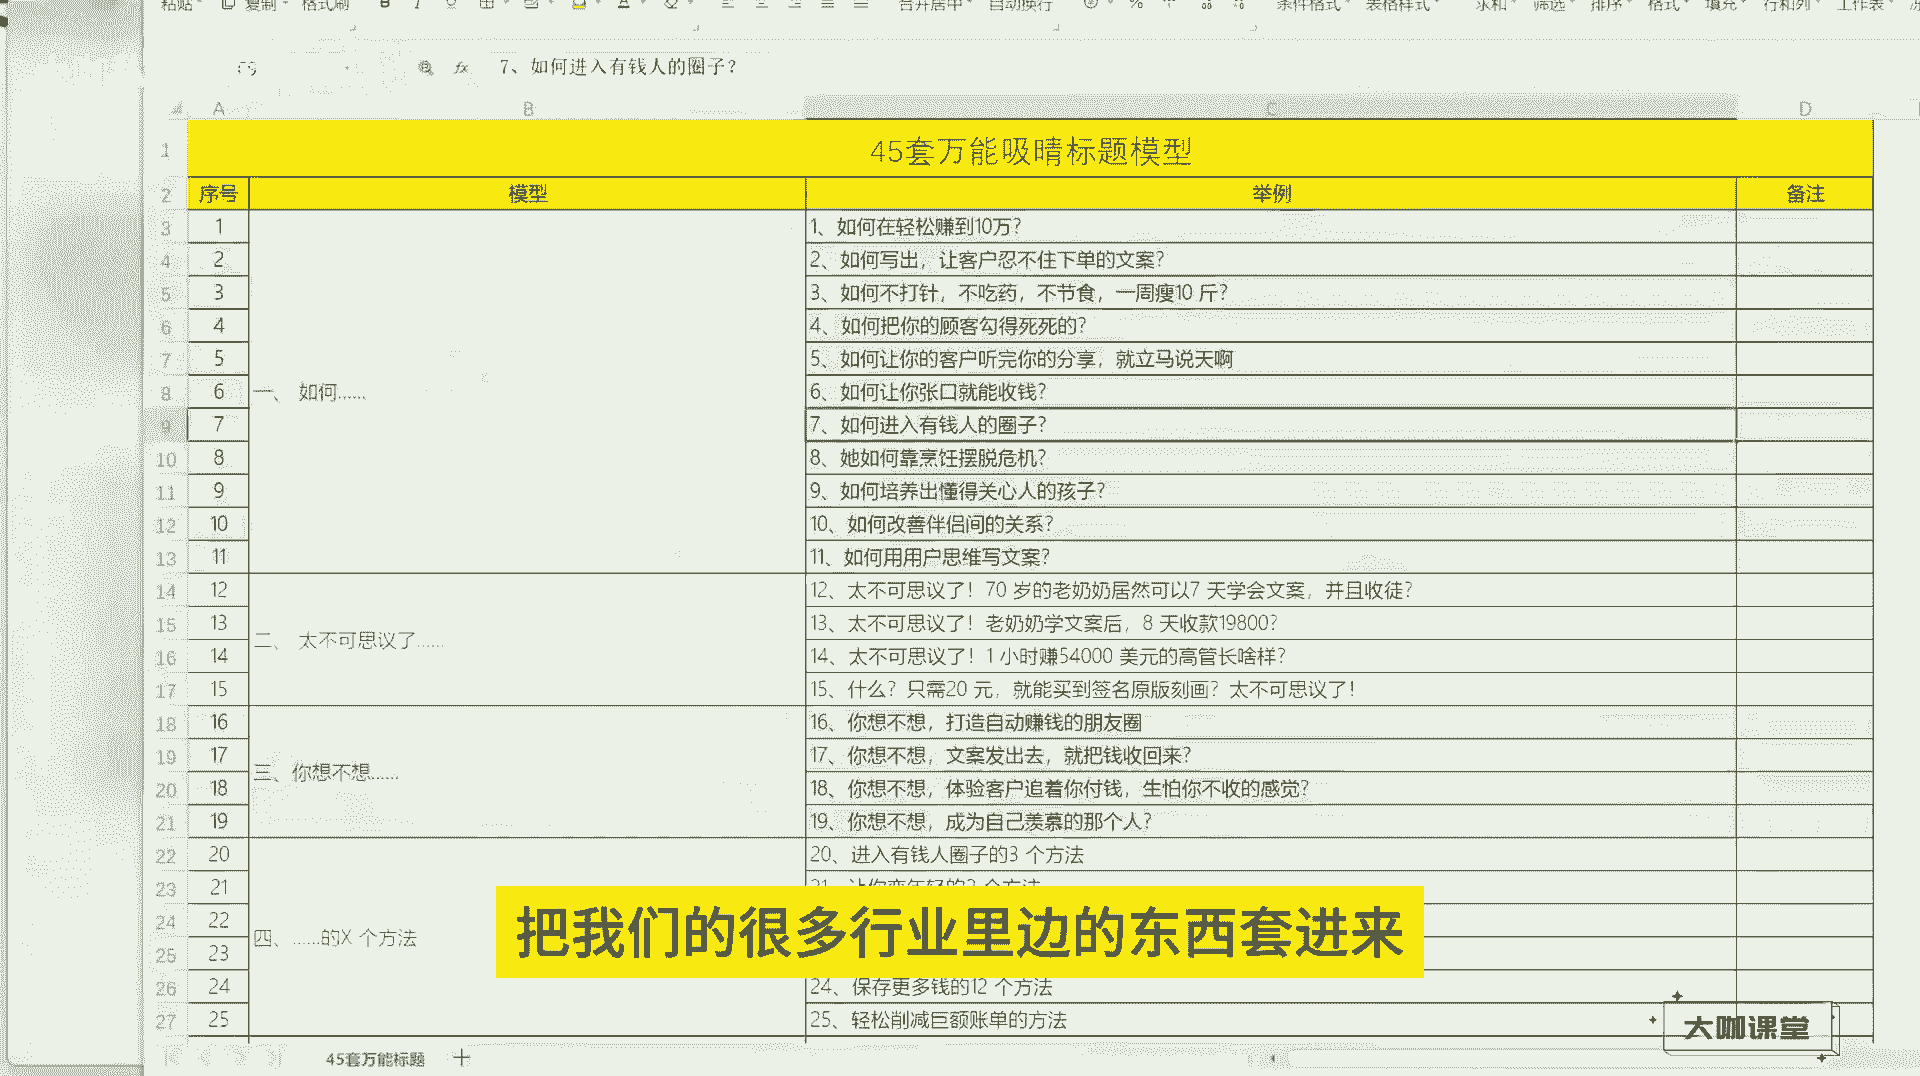 粘贴 复制 格式刷 B I U A 合并居中 自动换行 % 条件格式 表格样式 求和 筛选 排序 格式 填充 行和列 工作表
fx 7、如何进入有钱人的圈子?
A B C D
1 45套万能吸晴标题模型
2 序号 模型 举例 备注
3 1 1、如何在轻松赚到10万?
4 2 2、如何写出，让客户忍不住下单的文案?
5 3 3、如何不打针，不吃药，不节食，一周瘦10 斤?
6 4 4、如何把你的顾客勾得死死的?
7 5 5、如何让你的客户听完你的分享，就立马说天啊
8 6 一、 如何…… 6、如何让你张口就能收钱?
9 7 7、如何进入有钱人的圈子?
10 8 8、她如何靠烹饪摆脱危机?
11 9 9、如何培养出懂得关心人的孩子?
12 10 10、如何改善伴侣间的关系?
13 11 11、如何用用户思维写文案?
14 12 12、太不可思议了！70 岁的老奶奶居然可以7 天学会文案，并且收徒?
15 13 二、 太不可思议了…… 13、太不可思议了！老奶奶学文案后，8 天收款19800?
16 14 14、太不可思议了！1 小时赚54000 美元的高管长啥样?
17 15 15、什么？只需20 元，就能买到签名原版刻画？太不可思议了！
18 16 16、你想不想，打造自动赚钱的朋友圈
19 17 三、你想不想…… 17、你想不想，文案发出去，就把钱收回来?
20 18 18、你想不想，体验客户追着你付钱，生怕你不收的感觉?
21 19 19、你想不想，成为自己羡慕的那个人?
22 20 20、进入有钱人圈子的3 个方法
23 21
24 22
25 23 四、……的X 个方法
把我们的很多行业里边的东西套进来
26 24 24、保存更多钱的12 个方法
27 25 25、轻松削减巨额账单的方法
大咖课堂
45套万能标题 +